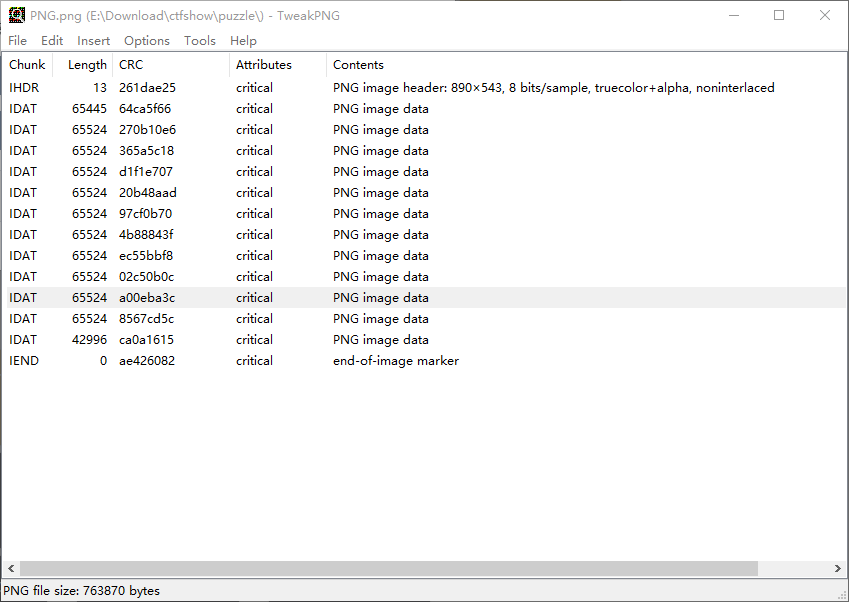 PNG.png (E:\Download\ctfshow\puzzle\) - TweakPNG
File Edit Insert Options Tools Help
Chunk Length CRC Attributes Contents
IHDR 13 261dae25 critical PNG image header: 890×543, 8 bits/sample, truecolor+alpha, noninterlaced
IDAT 65445 64ca5f66 critical PNG image data
IDAT 65524 270b10e6 critical PNG image data
IDAT 65524 365a5c18 critical PNG image data
IDAT 65524 d1f1e707 critical PNG image data
IDAT 65524 20b48aad critical PNG image data
IDAT 65524 97cf0b70 critical PNG image data
IDAT 65524 4b88843f critical PNG image data
IDAT 65524 ec55bbf8 critical PNG image data
IDAT 65524 02c50b0c critical PNG image data
IDAT 65524 a00eba3c critical PNG image data
IDAT 65524 8567cd5c critical PNG image data
IDAT 42996 ca0a1615 critical PNG image data
IEND 0 ae426082 critical end-of-image marker
PNG file size: 763870 bytes